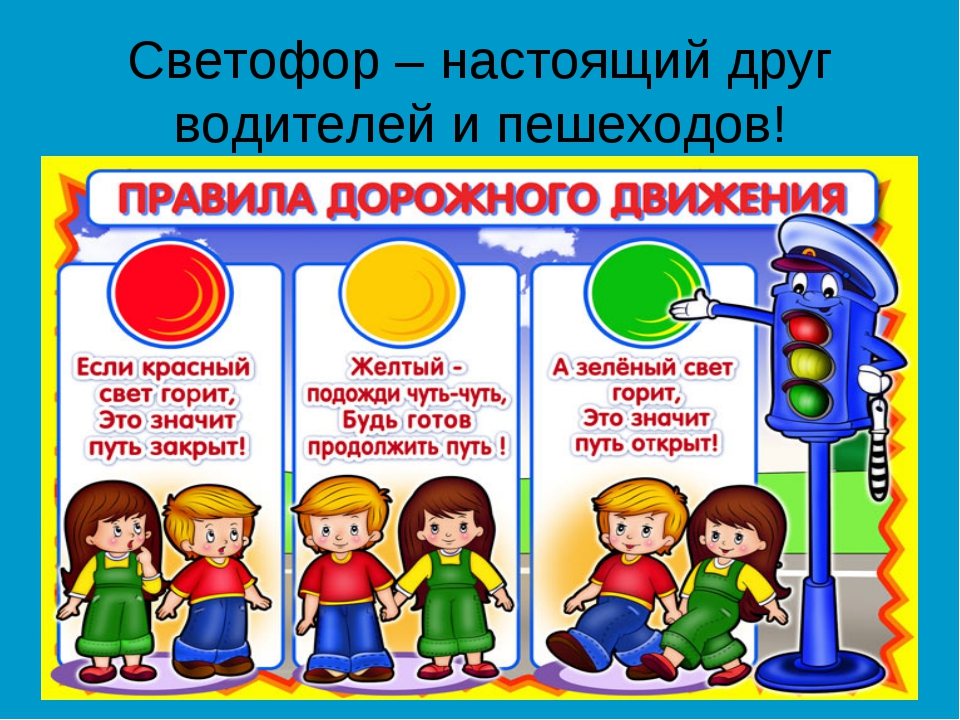 Светофор – настоящий друг
водителей и пешеходов!
ПРАВИЛА ДОРОЖНОГО ДВИЖЕНИЯ
Если красный
свет горит,
Это значит
путь закрыт!
Желтый -
подожди чуть-чуть,
Будь готов
продолжить путь !
А зелёный свет
горит,
Это значит
путь открыт!